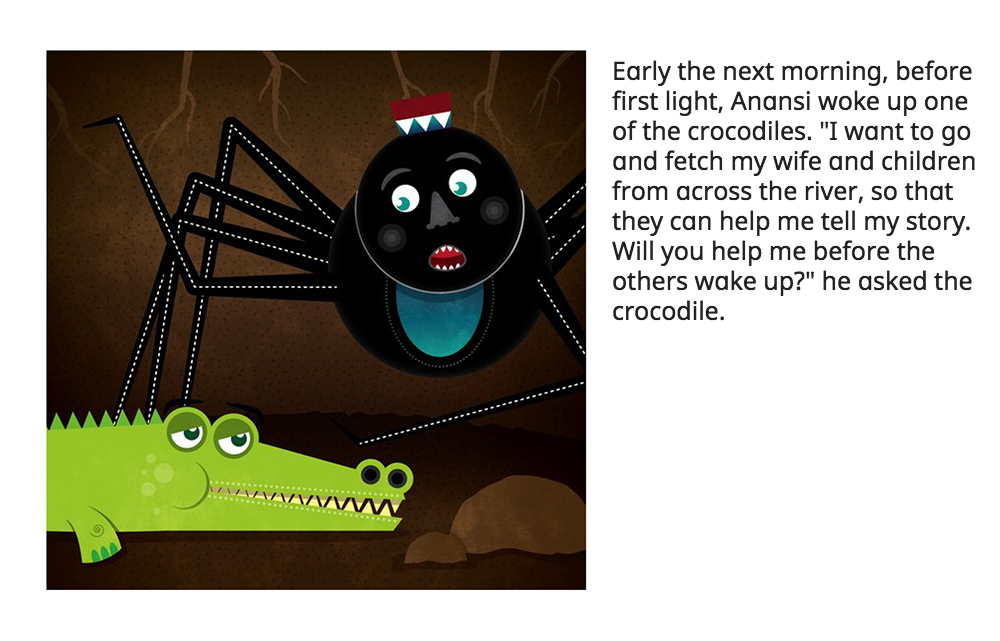 Early the next morning, before
first light, Anansi woke up one
of the crocodiles. "I want to go
and fetch my wife and children
from across the river, so that
they can help me tell my story.
Will you help me before the
others wake up?" he asked the
crocodile.